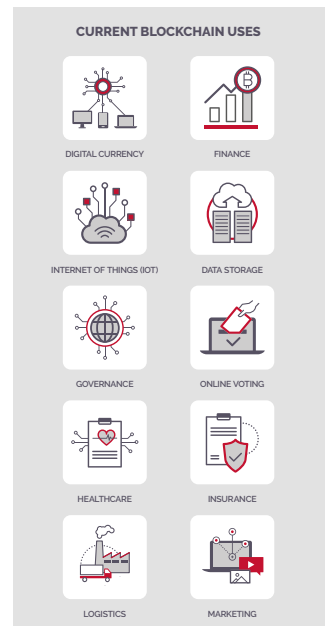 CURRENT BLOCKCHAIN USES
DIGITAL CURRENCY
FINANCE
INTERNET OF THINGS (IOT)
DATA STORAGE
GOVERNANCE
ONLINE VOTING
HEALTHCARE
INSURANCE
LOGISTICS
MARKETING